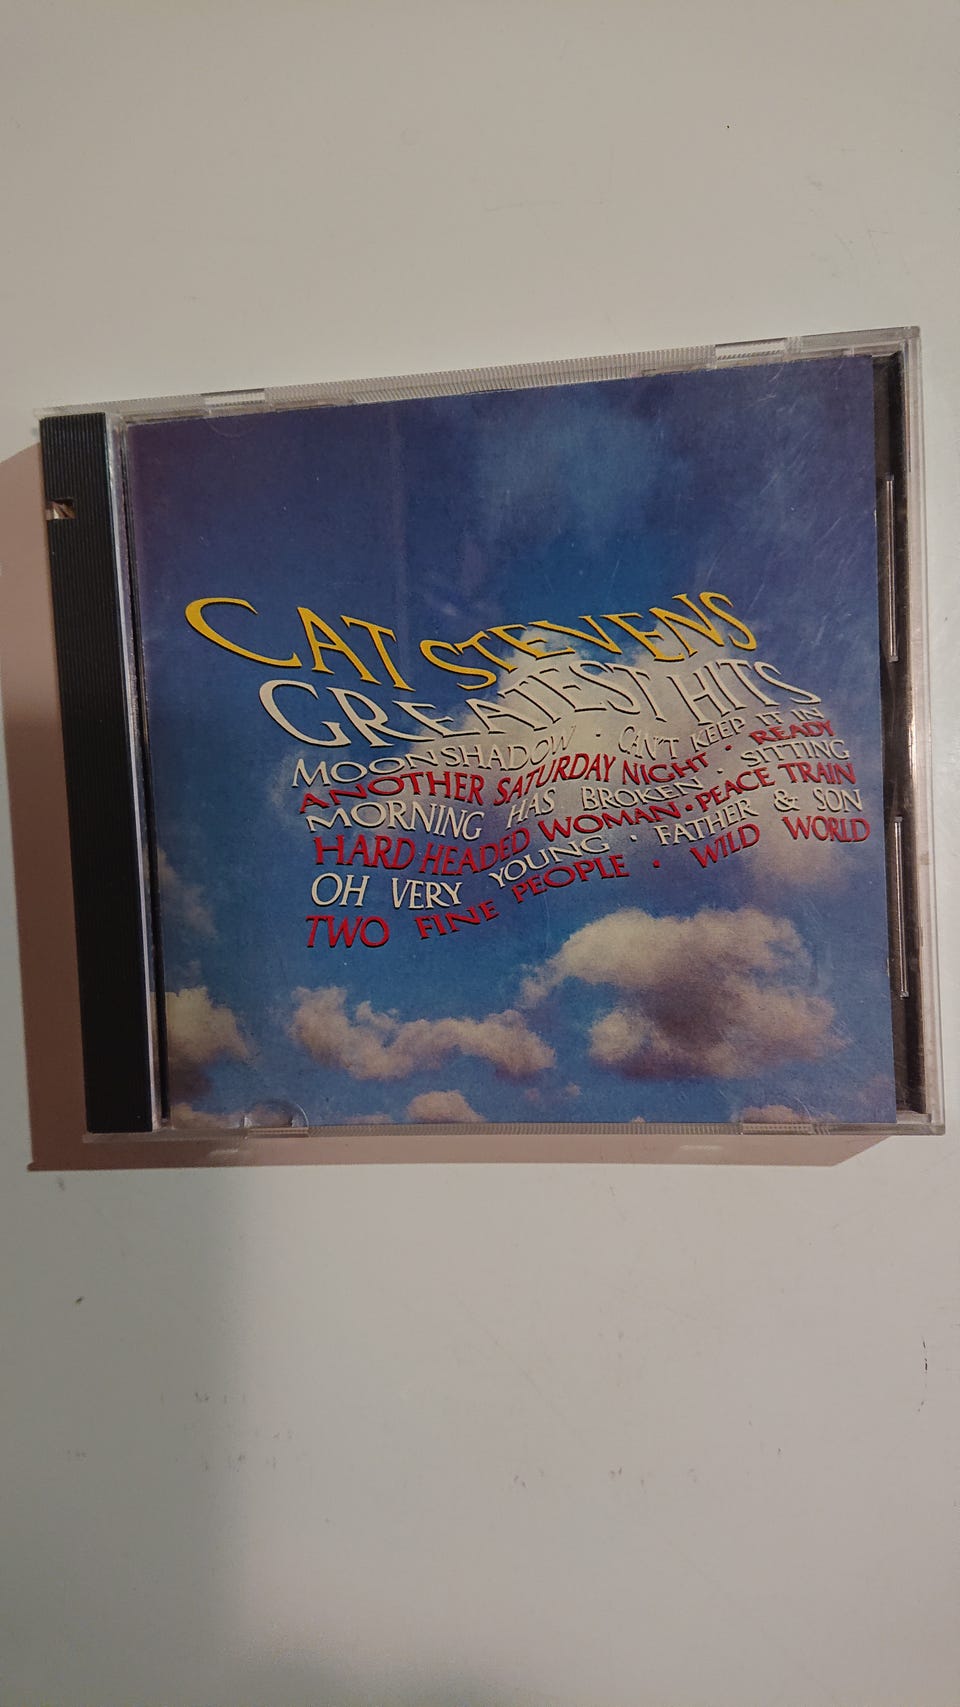 CAT STEVENS
GREATEST HITS
MOONSHADOW · CAN'T KEEP IT IN
ANOTHER SATURDAY NIGHT · READY
MORNING HAS BROKEN · SITTING
HARD HEADED WOMAN · PEACE TRAIN
OH VERY YOUNG · FATHER & SON
TWO FINE PEOPLE · WILD WORLD